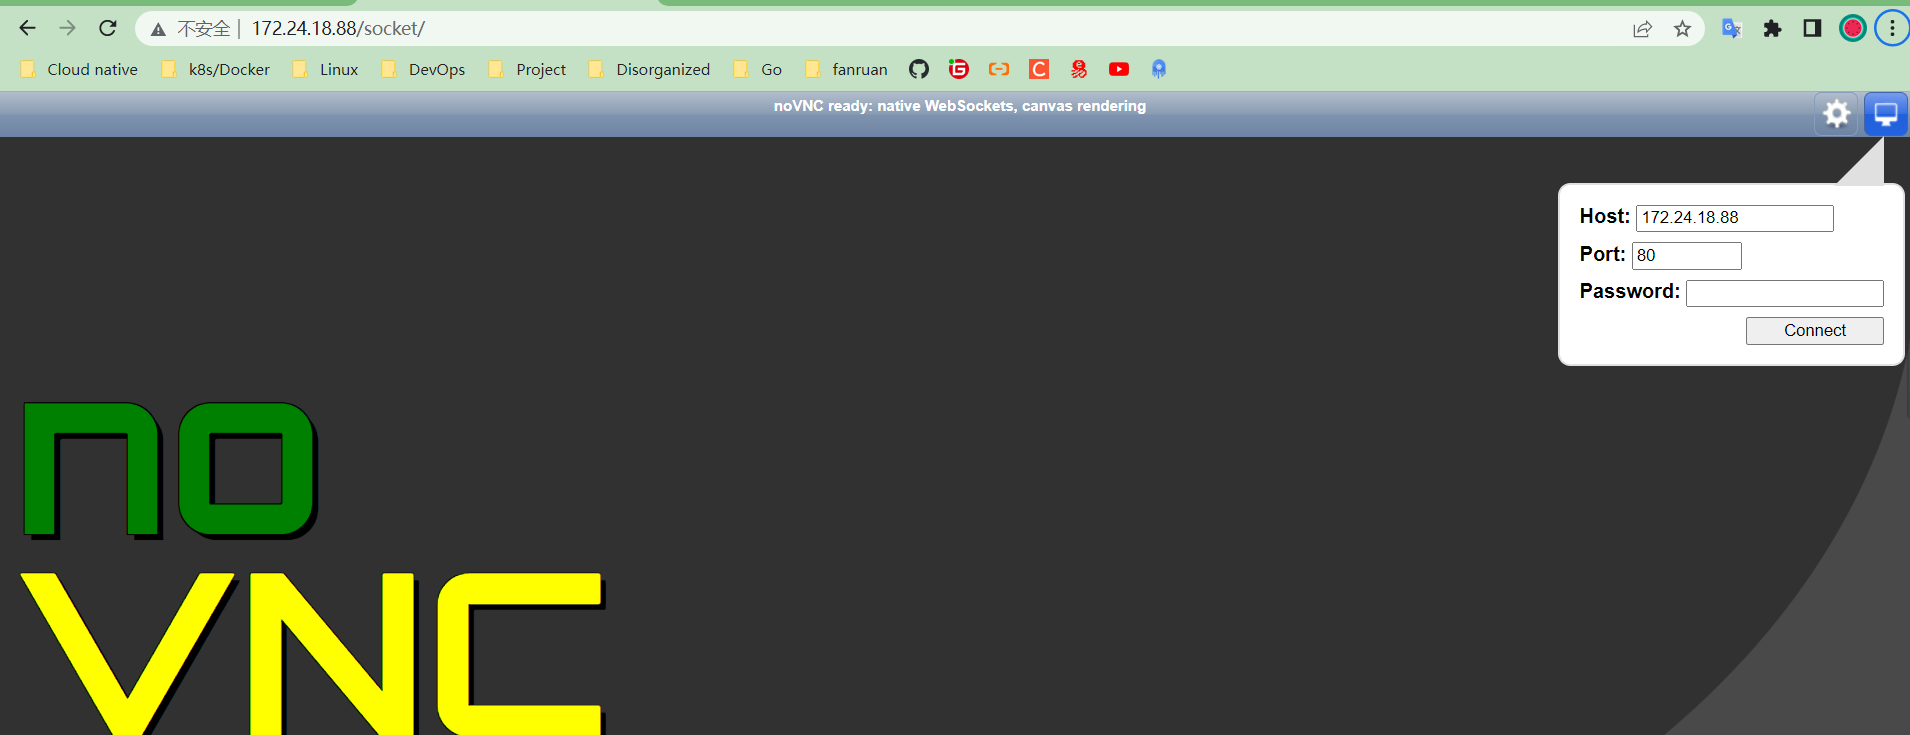 不安全 | 172.24.18.88/socket/
Cloud native k8s/Docker Linux DevOps Project Disorganized Go fanruan
noVNC ready: native WebSockets, canvas rendering
Host: 172.24.18.88
Port: 80
Password:
Connect
no
VNC